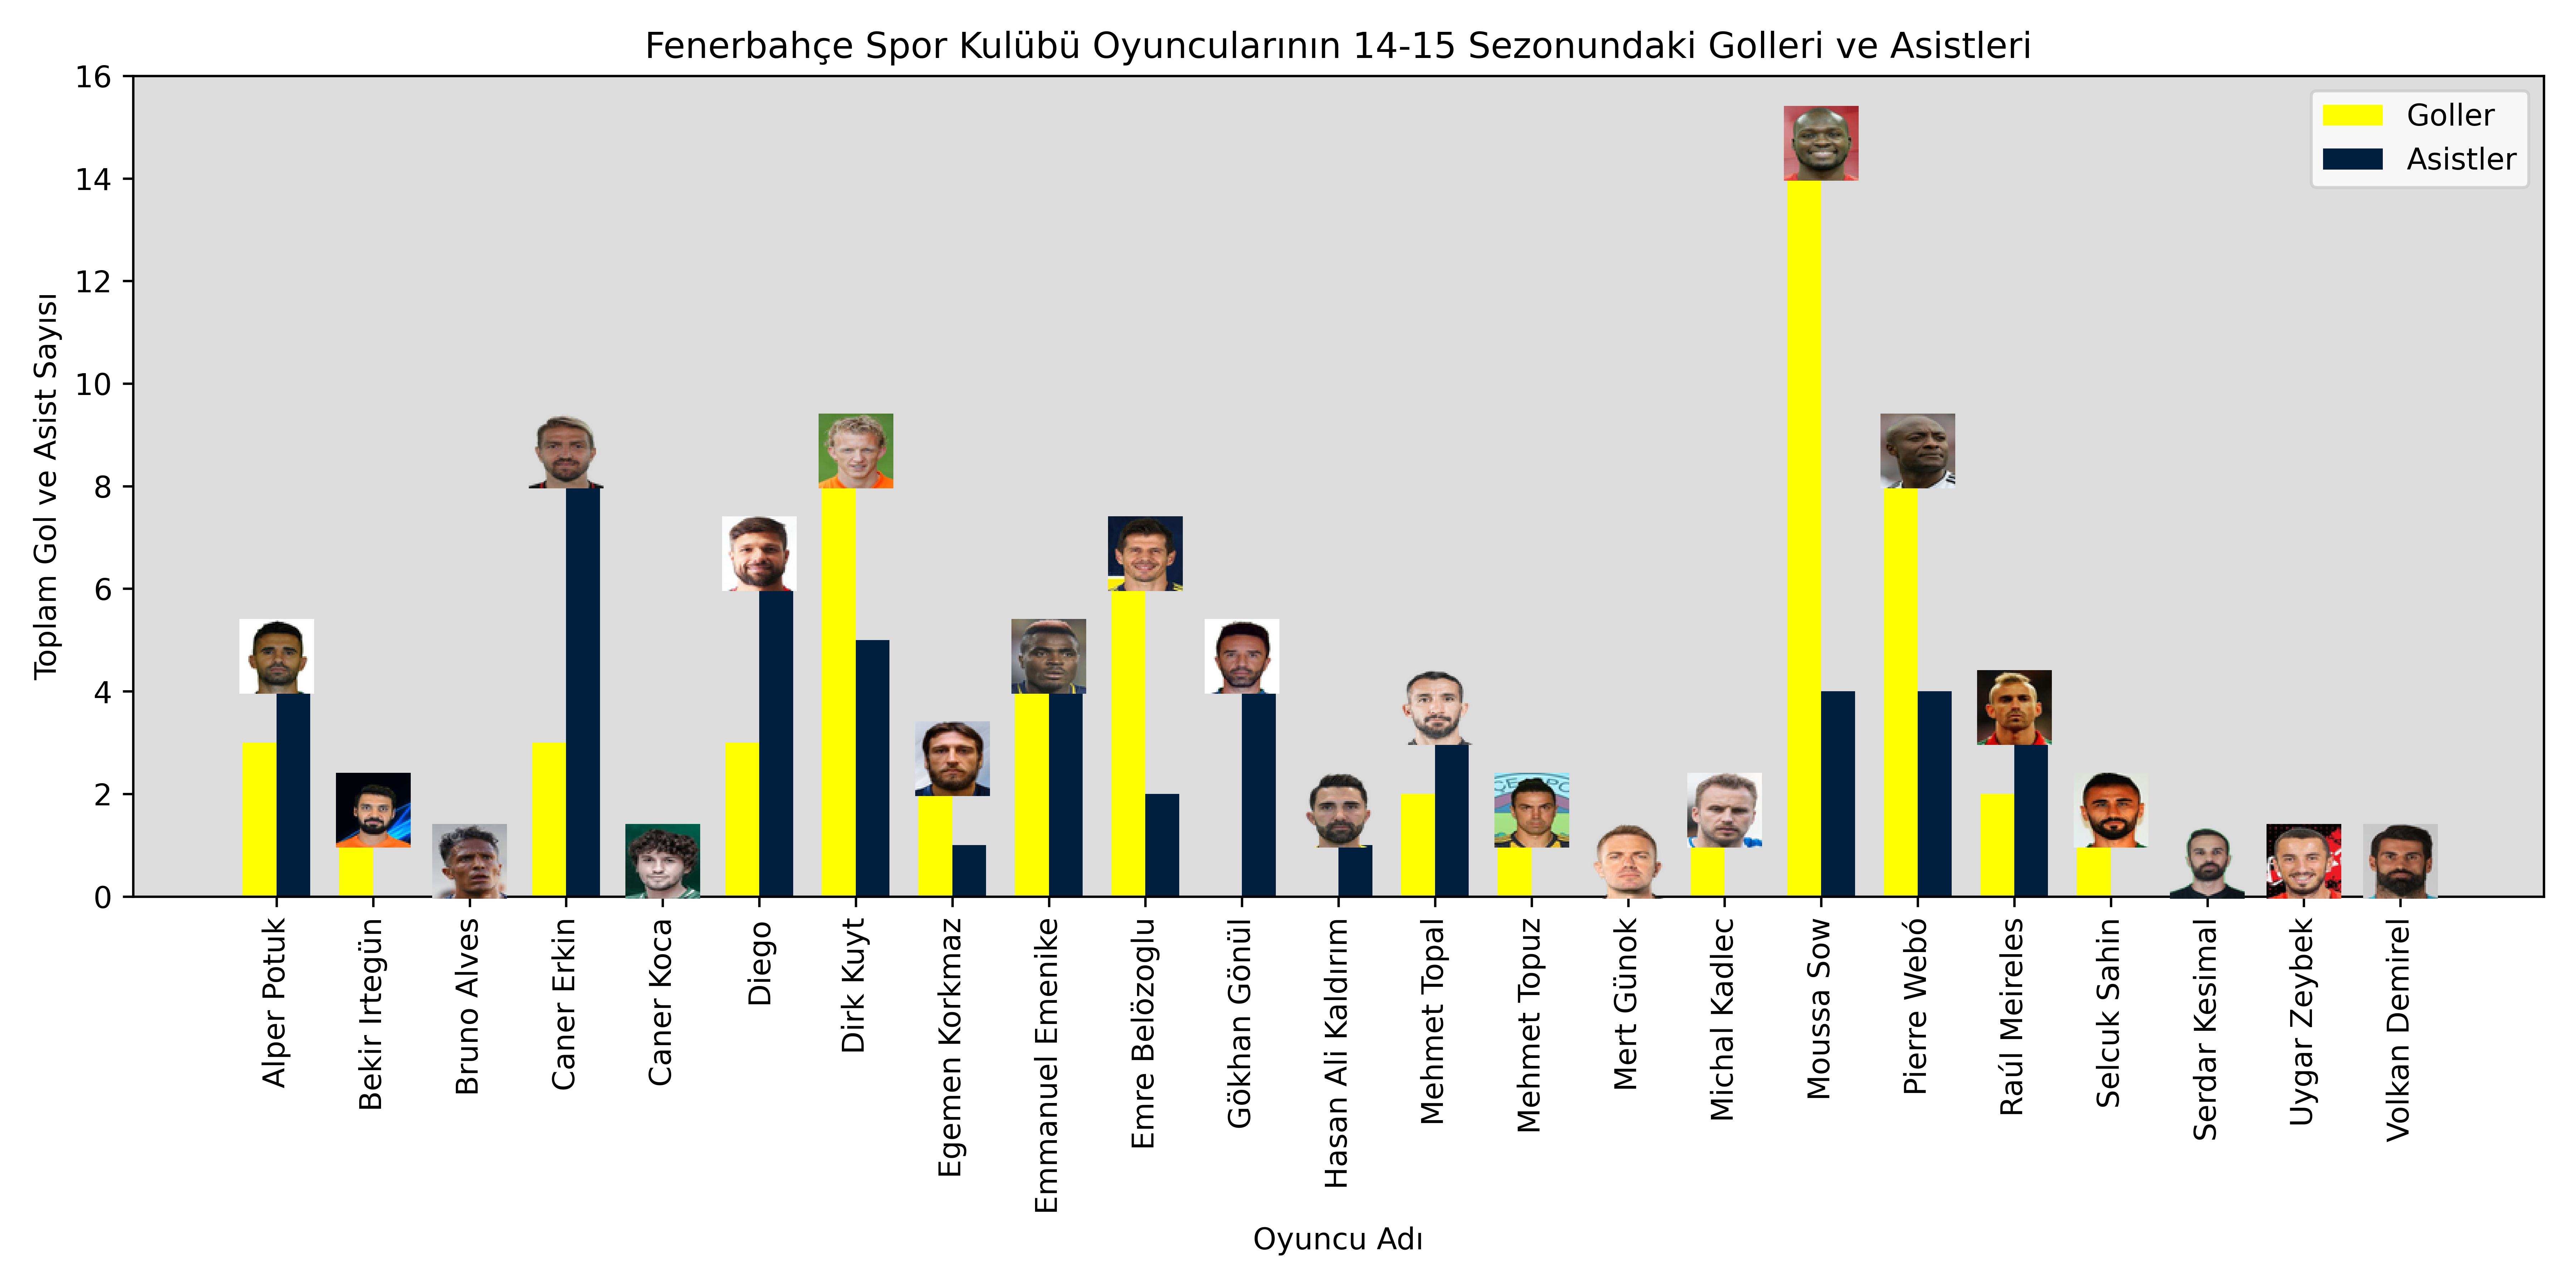 Fenerbahçe Spor Kulübü Oyuncularının 14-15 Sezonundaki Golleri ve Asistleri
Goller
Asistler
Toplam Gol ve Asist Sayısı
16
14
12
10
8
6
4
2
0
Alper Potuk
Bekir Irtegün
Bruno Alves
Caner Erkin
Caner Koca
Diego
Dirk Kuyt
Egemen Korkmaz
Emmanuel Emenike
Emre Belözoglu
Gökhan Gönül
Hasan Ali Kaldırım
Mehmet Topal
Mehmet Topuz
Mert Günok
Michal Kadlec
Moussa Sow
Pierre Webó
Raúl Meireles
Selcuk Sahin
Serdar Kesimal
Uygar Zeybek
Volkan Demirel
Oyuncu Adı